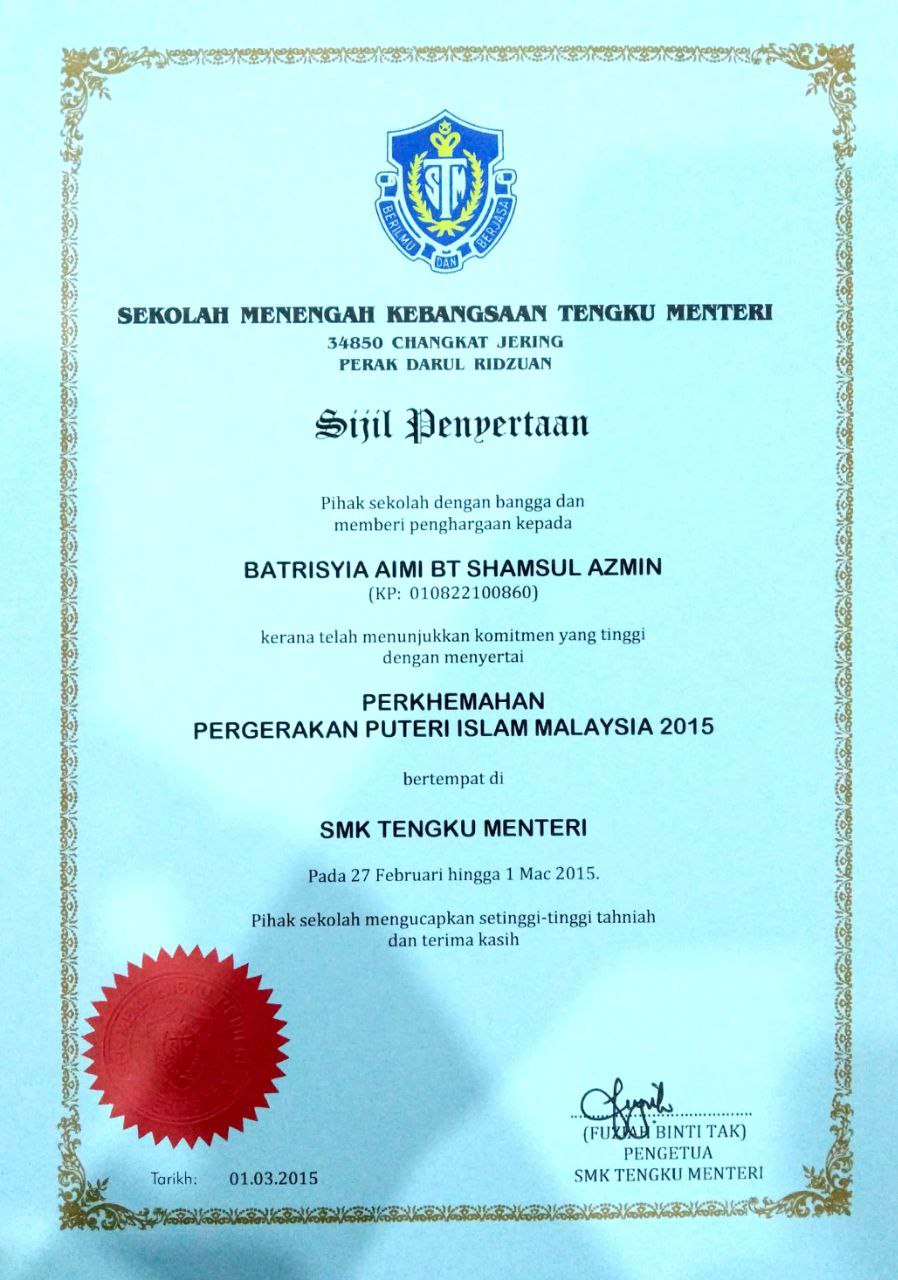 STM
BERILMU DAN BERJASA
SEKOLAH MENENGAH KEBANGSAAN TENGKU MENTERI
34850 CHANGKAT JERING
PERAK DARUL RIDZUAN
Sijil Penyertaan
Pihak sekolah dengan bangga dan
memberi penghargaan kepada
BATRISYIA AIMI BT SHAMSUL AZMIN
(KP: 010822100860)
kerana telah menunjukkan komitmen yang tinggi
dengan menyertai
PERKHEMAHAN
PERGERAKAN PUTERI ISLAM MALAYSIA 2015
bertempat di
SMK TENGKU MENTERI
Pada 27 Februari hingga 1 Mac 2015.
Pihak sekolah mengucapkan setinggi-tinggi tahniah
dan terima kasih
(FUZIAH BINTI TAK)
PENGETUA
SMK TENGKU MENTERI
Tarikh: 01.03.2015